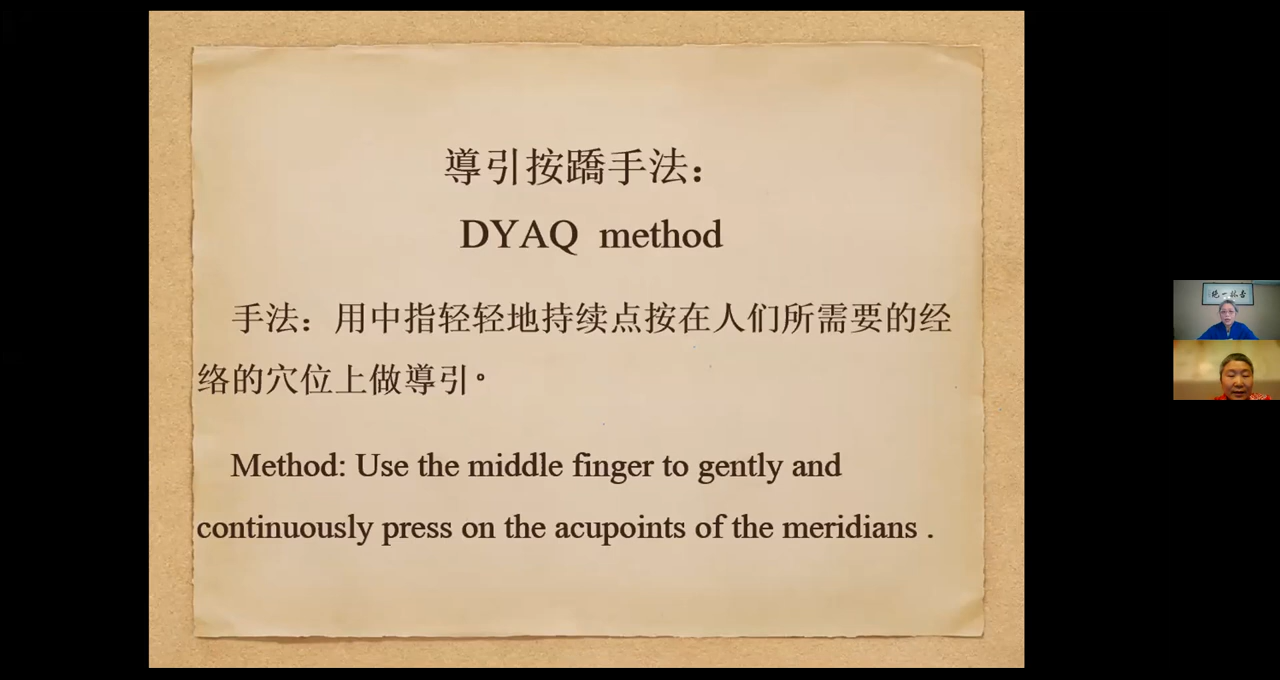 導引按蹻手法：
DYAQ method
手法：用中指轻轻地持续点按在人们所需要的经
络的穴位上做導引。
Method: Use the middle finger to gently and
continuously press on the acupoints of the meridians .